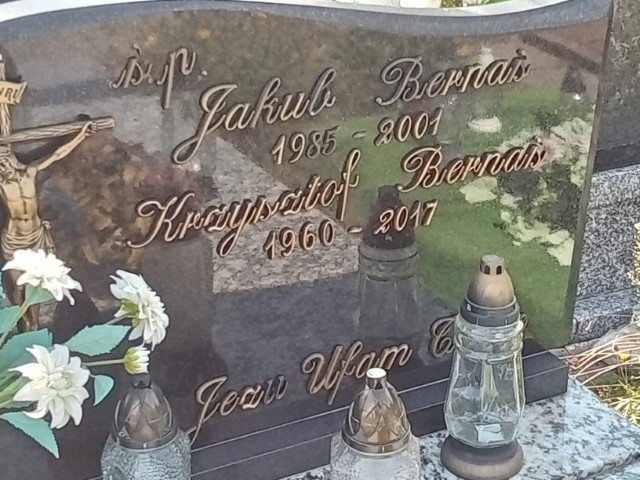 ś.p.
Jakub Bernaś
1985 - 2001
Krzysztof Bernaś
1960 - 2017
Jezu Ufam